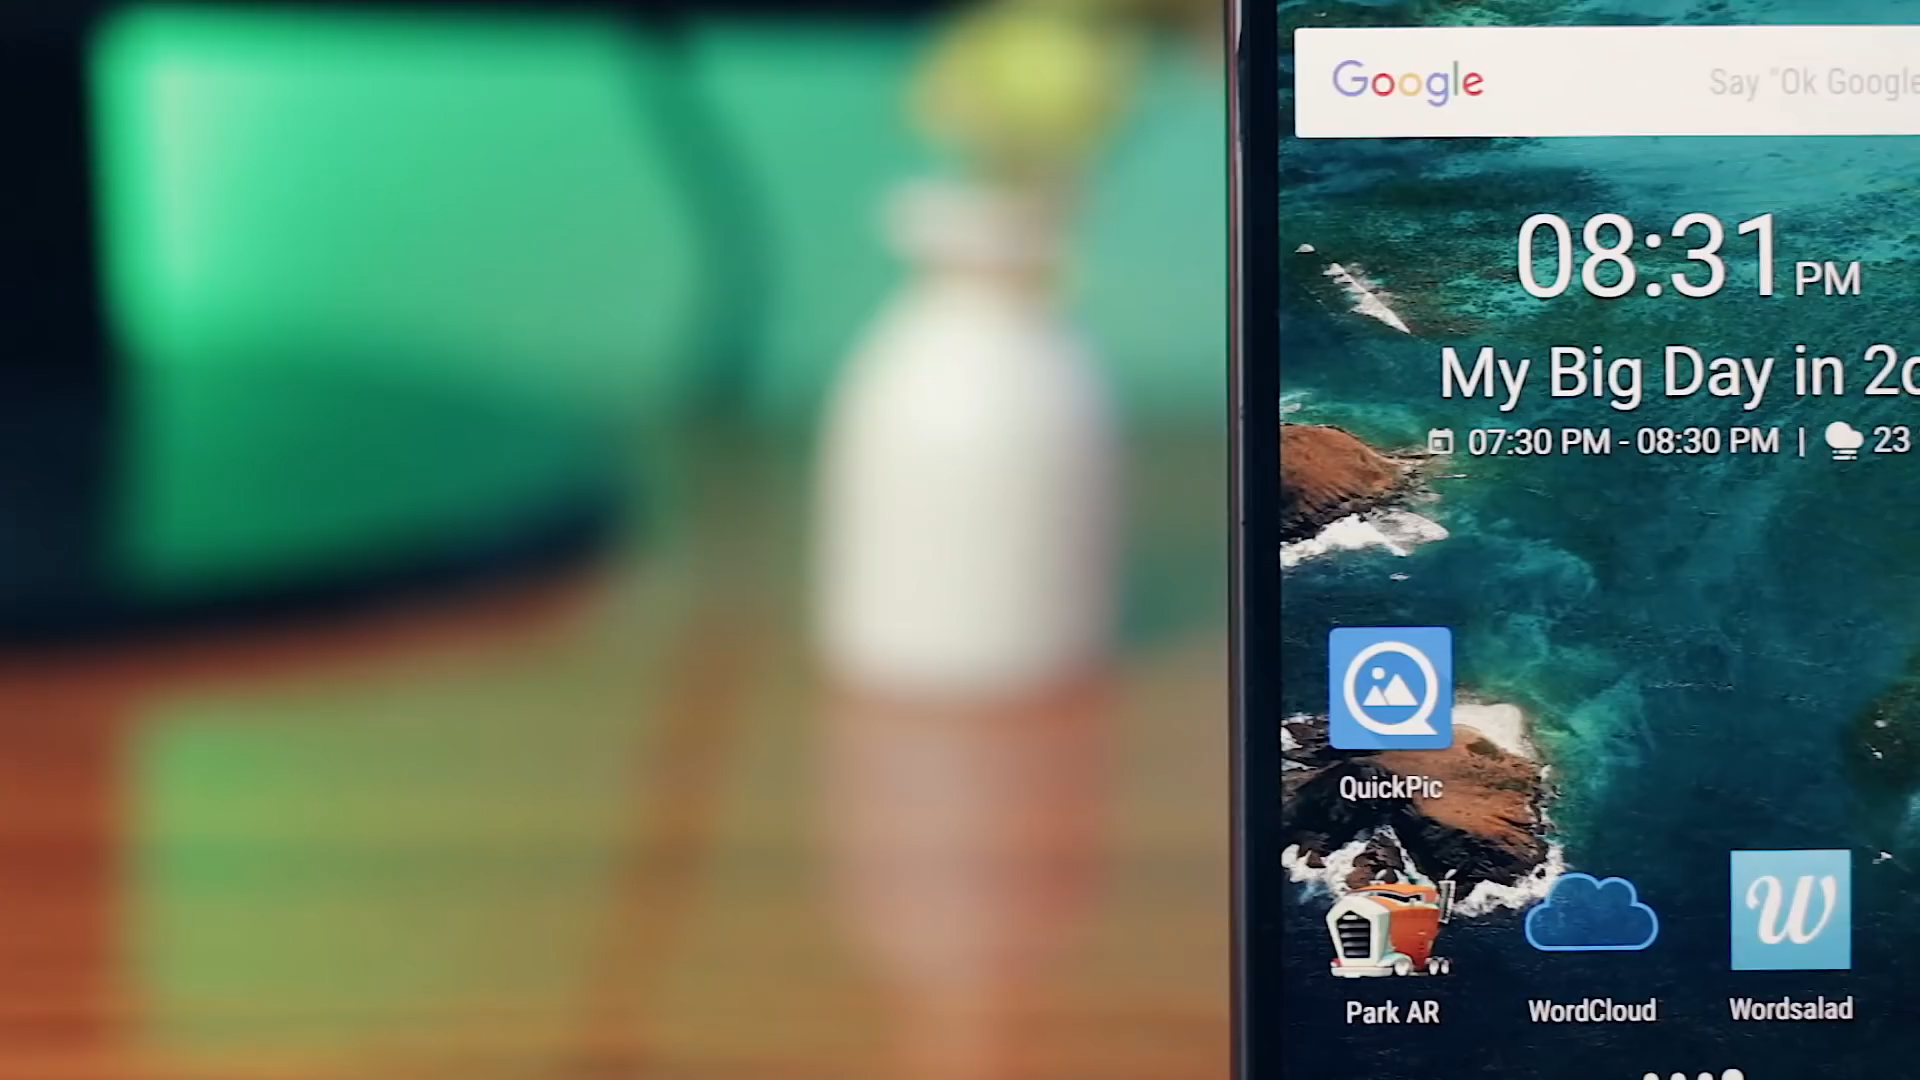 Google
Say "Ok Google
08:31 PM
My Big Day in
07:30 PM - 08:30 PM | 23
QuickPic
Park AR
WordCloud
w
Wordsalad